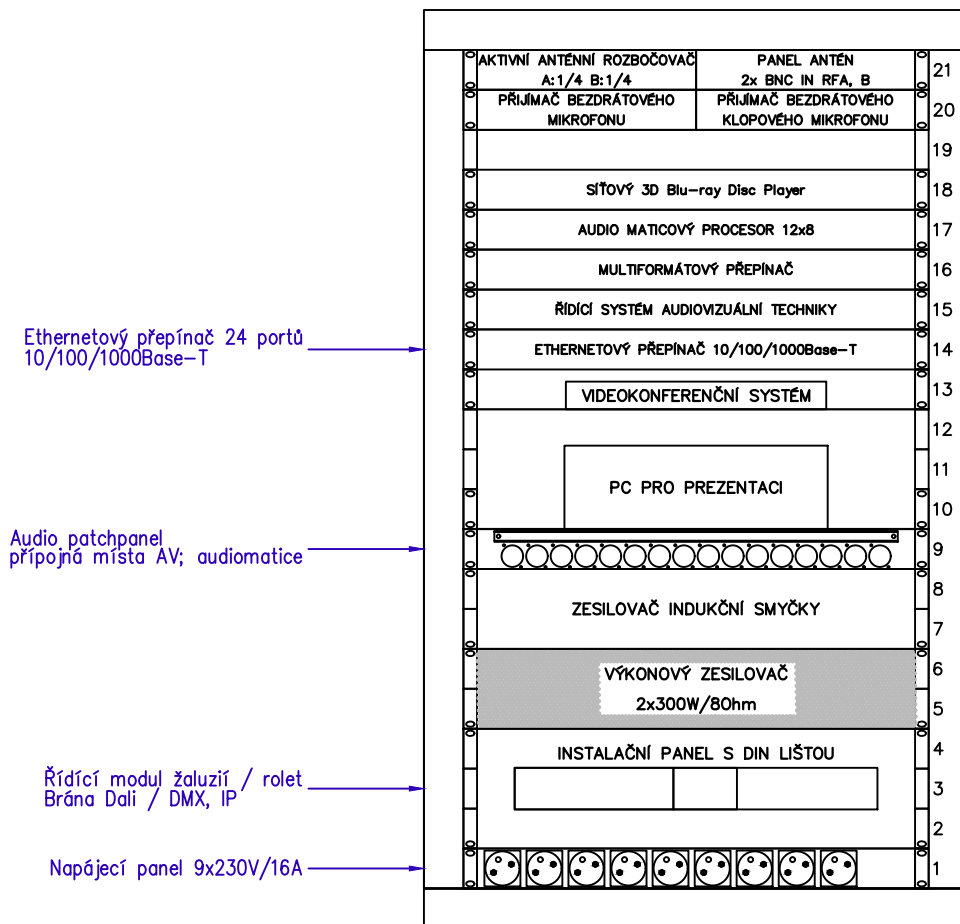 AKTIVNÍ ANTÉNNÍ ROZBOČOVAČ
A:1/4 B:1/4
PANEL ANTÉN
2x BNC IN RFA, B
21
PŘIJÍMAČ BEZDRÁTOVÉHO
MIKROFONU
PŘIJÍMAČ BEZDRÁTOVÉHO
KLOPOVÉHO MIKROFONU
20
19
SÍŤOVÝ 3D Blu-ray Disc Player
18
AUDIO MATICOVÝ PROCESOR 12x8
17
MULTIFORMÁTOVÝ PŘEPÍNAČ
16
ŘÍDÍCÍ SYSTÉM AUDIOVIZUÁLNÍ TECHNIKY
15
Ethernetový přepínač 24 portů
10/100/1000Base-T
ETHERNETOVÝ PŘEPÍNAČ 10/100/1000Base-T
14
VIDEOKONFERENČNÍ SYSTÉM
13
12
11
PC PRO PREZENTACI
10
Audio patchpanel
přípojná místa AV; audiomatice
9
8
ZESILOVAČ INDUKČNÍ SMYČKY
7
VÝKONOVÝ ZESILOVAČ
2x300W/8Ohm
6
5
INSTALAČNÍ PANEL S DIN LIŠTOU
4
Řídící modul žaluzií / rolet
Brána Dali / DMX, IP
3
2
Napájecí panel 9x230V/16A
1